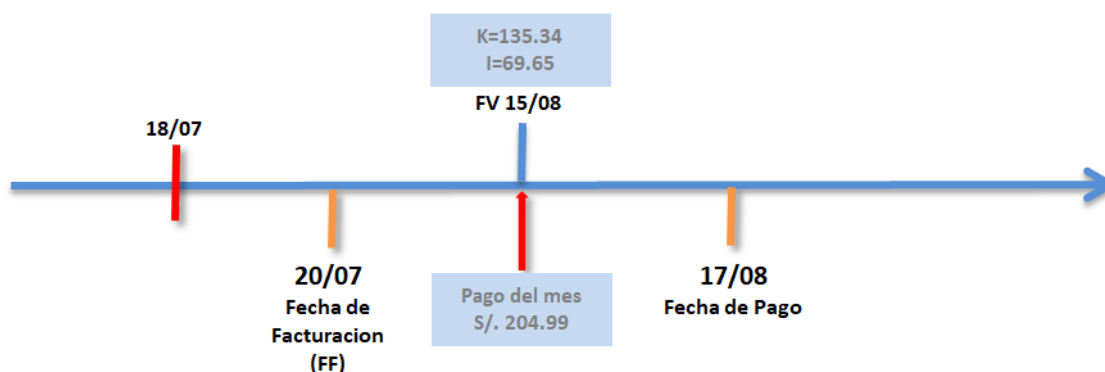 K=135.34
I=69.65
FV 15/08
18/07
20/07
Fecha de
Facturacion
(FF)
Pago del mes
S/. 204.99
17/08
Fecha de Pago